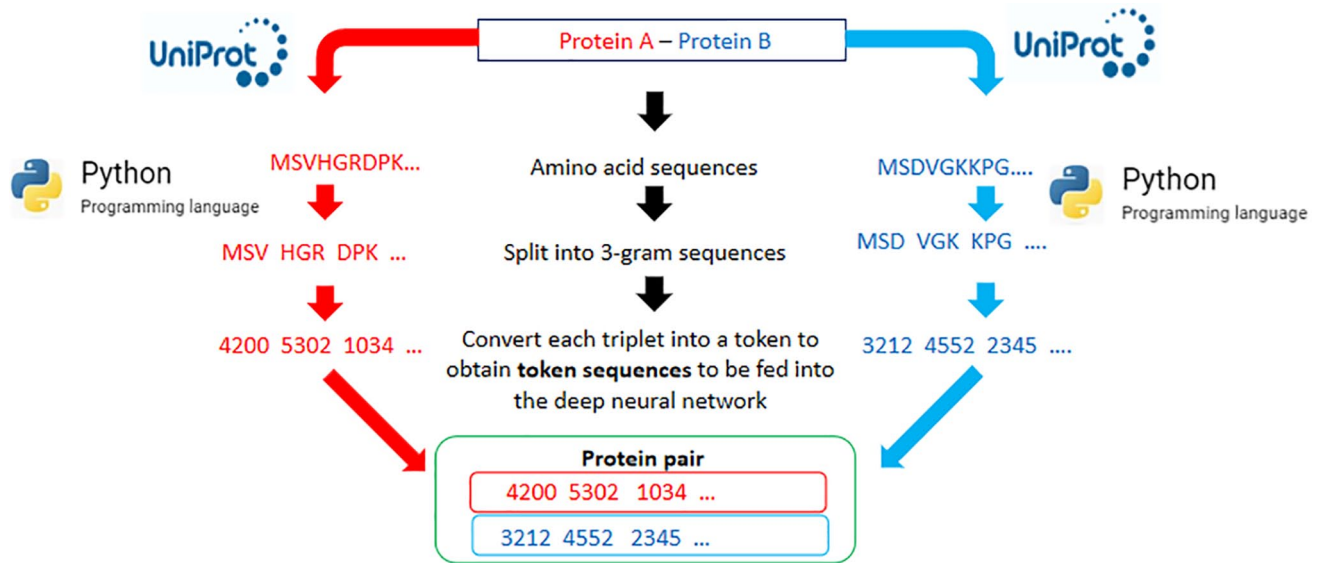 UniProt
Protein A – Protein B
UniProt
Python
Programming language
MSVHGRDPK...
Amino acid sequences
MSDVGKKPG....
Python
Programming language
MSV HGR DPK ...
Split into 3-gram sequences
MSD VGK KPG ....
4200 5302 1034 ...
Convert each triplet into a token to
obtain token sequences to be fed into
the deep neural network
3212 4552 2345 ....
Protein pair
4200 5302 1034 ...
3212 4552 2345 ...